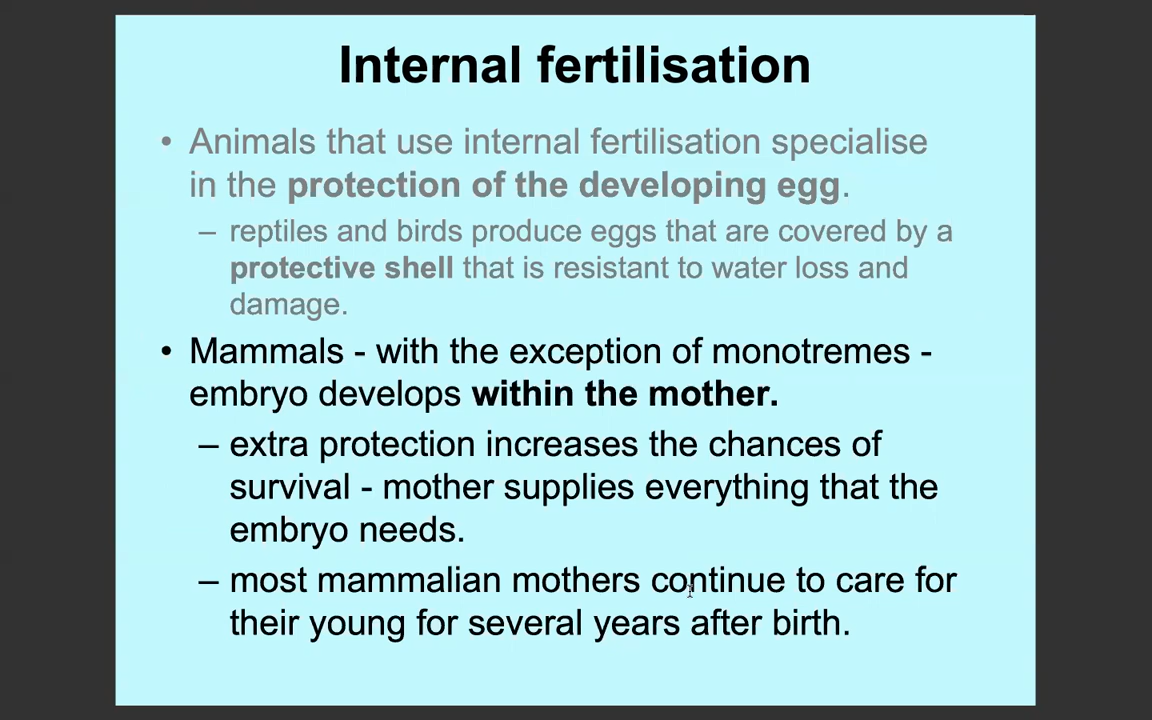 Internal fertilisation
• Animals that use internal fertilisation specialise
in the protection of the developing egg.
– reptiles and birds produce eggs that are covered by a
protective shell that is resistant to water loss and
damage.
• Mammals - with the exception of monotremes -
embryo develops within the mother.
– extra protection increases the chances of
survival - mother supplies everything that the
embryo needs.
– most mammalian mothers continue to care for
their young for several years after birth.